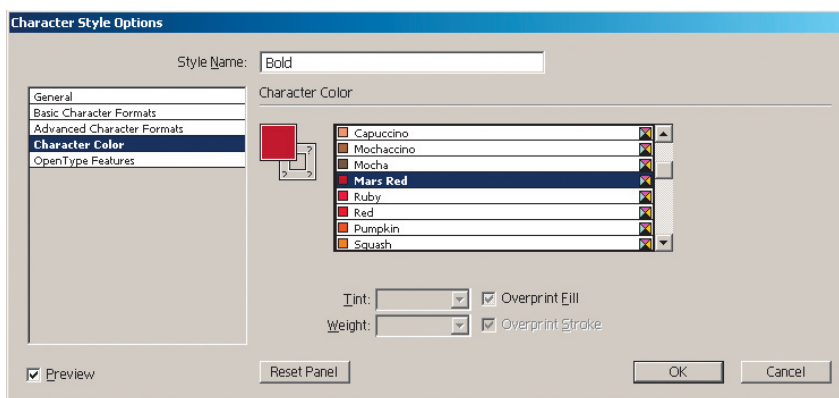 Character Style Options
Style Name: Bold
General
Basic Character Formats
Advanced Character Formats
Character Color
OpenType Features
Character Color
? ? ?
Capuccino
Mochaccino
Mocha
Mars Red
Ruby
Red
Pumpkin
Squash
Tint: Overprint Fill
Weight: Overprint Stroke
Preview Reset Panel OK Cancel